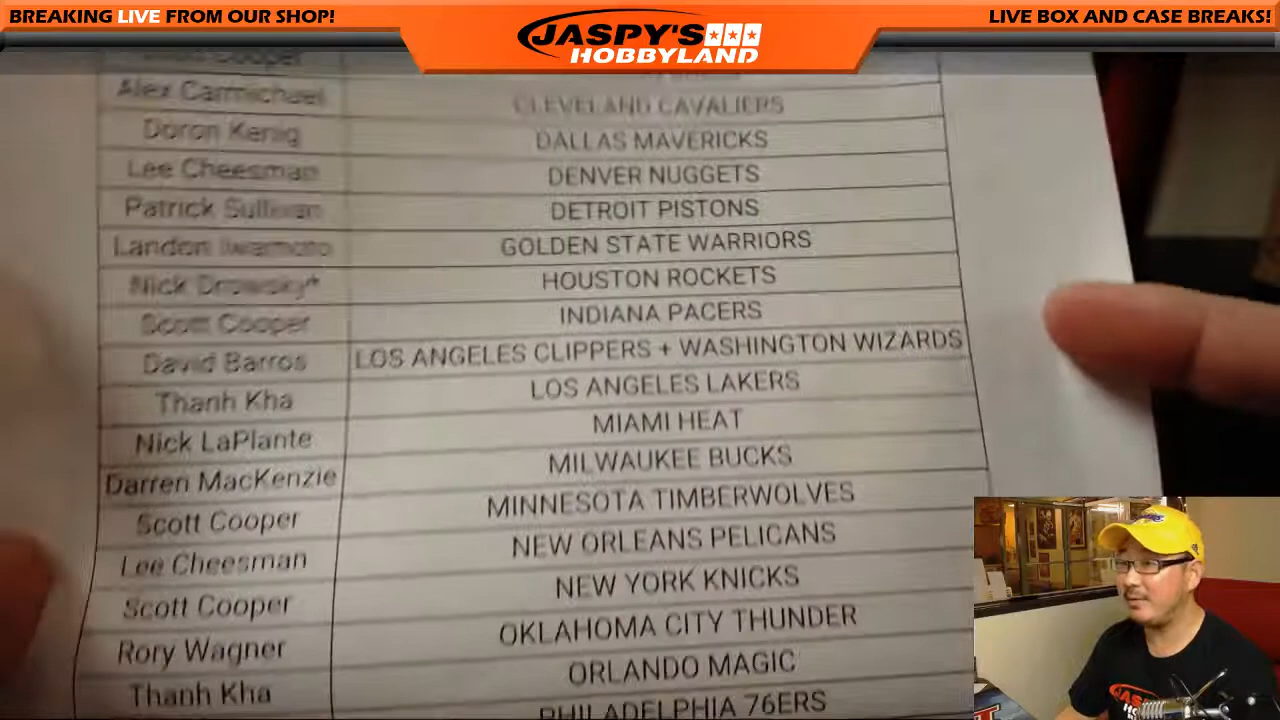 BREAKING LIVE FROM OUR SHOP!
JASPY'S
HOBBYLAND
LIVE BOX AND CASE BREAKS!
Cooper
Alex Carmichael CLEVELAND CAVALIERS
Doron Kenig DALLAS MAVERICKS
Lee Cheesman DENVER NUGGETS
Patrick Sullivan DETROIT PISTONS
Landon Iwamoto GOLDEN STATE WARRIORS
Nick Drowsky* HOUSTON ROCKETS
Scott Cooper INDIANA PACERS
David Barros LOS ANGELES CLIPPERS + WASHINGTON WIZARDS
Thanh Kha LOS ANGELES LAKERS
Nick LaPlante MIAMI HEAT
Darren MacKenzie MILWAUKEE BUCKS
Scott Cooper MINNESOTA TIMBERWOLVES
Lee Cheesman NEW ORLEANS PELICANS
Scott Cooper NEW YORK KNICKS
Rory Wagner OKLAHOMA CITY THUNDER
Thanh Kha ORLANDO MAGIC
PHILADELPHIA 76ERS
JASPY'S